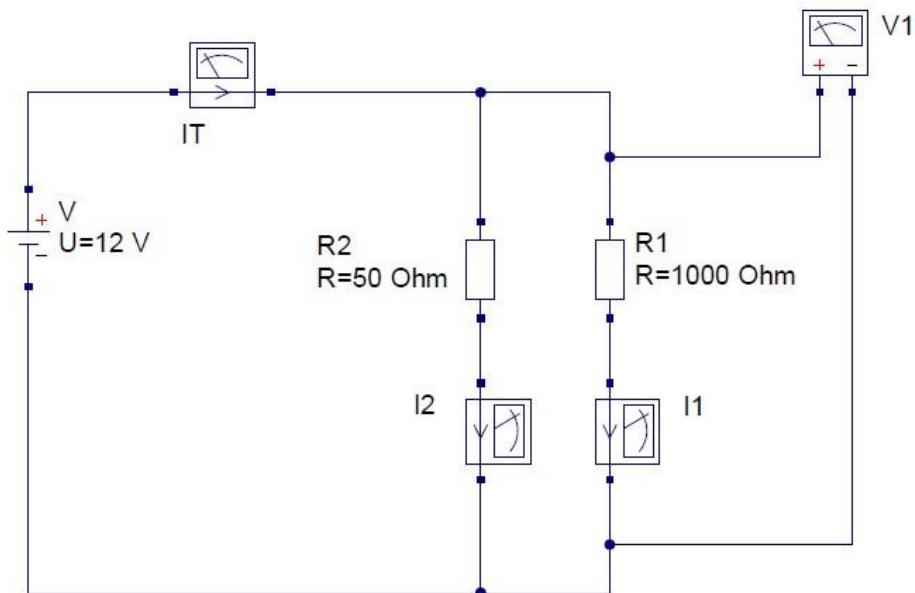 V1
+ −
IT
+ V
U=12 V
−
R2
R=50 Ohm
R1
R=1000 Ohm
I2
I1